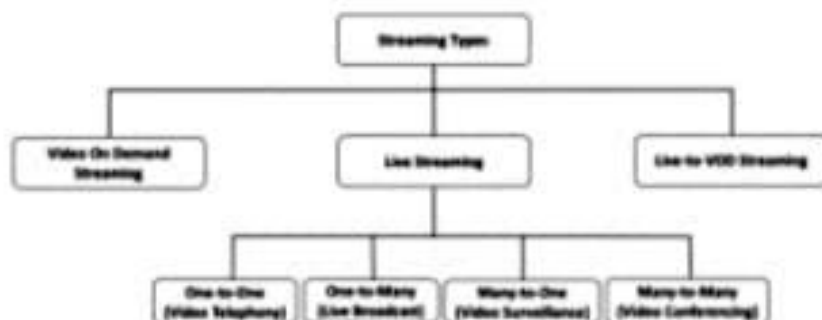 Streaming Types
Video On Demand
Streaming
Live Streaming
Live-to-VOD Streaming
One-to-One
(Video Telephony)
One-to-Many
(Live Broadcast)
Many-to-One
(Video Surveillance)
Many-to-Many
(Video Conferencing)